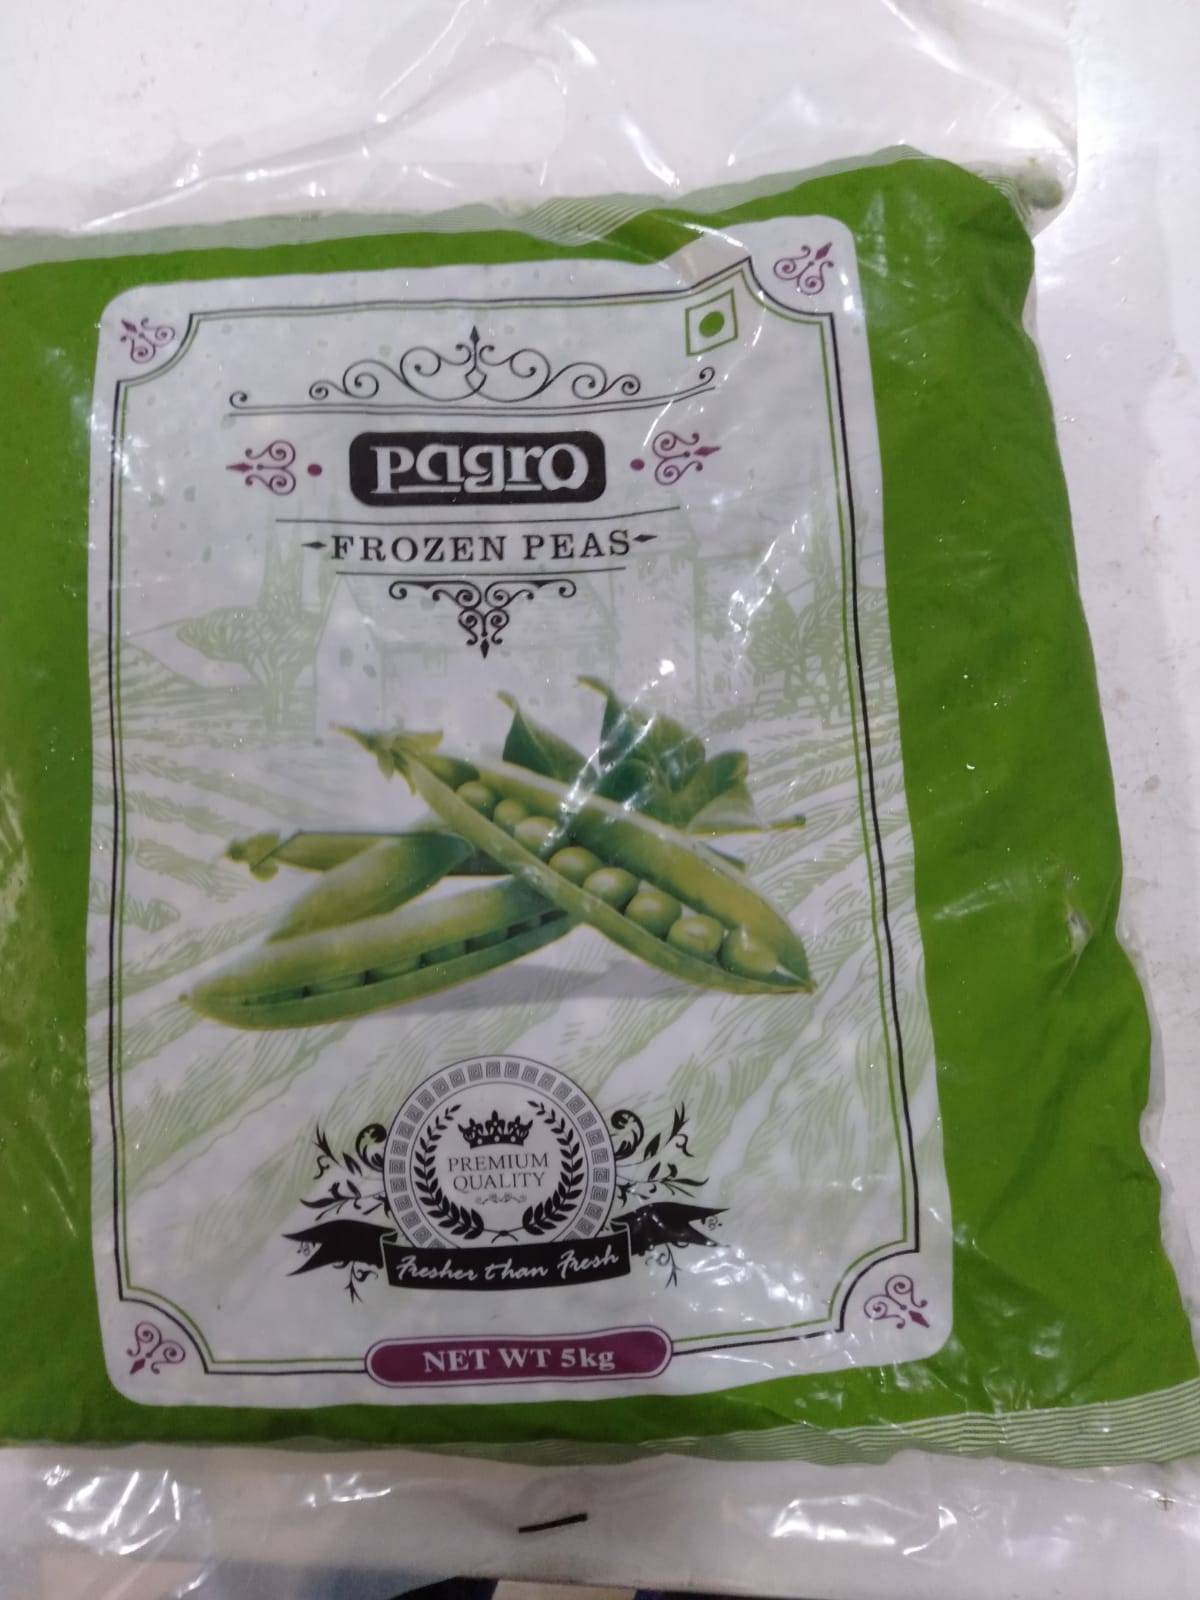 pagro
FROZEN PEAS
PREMIUM
QUALITY
Fresher than Fresh
NET WT 5kg